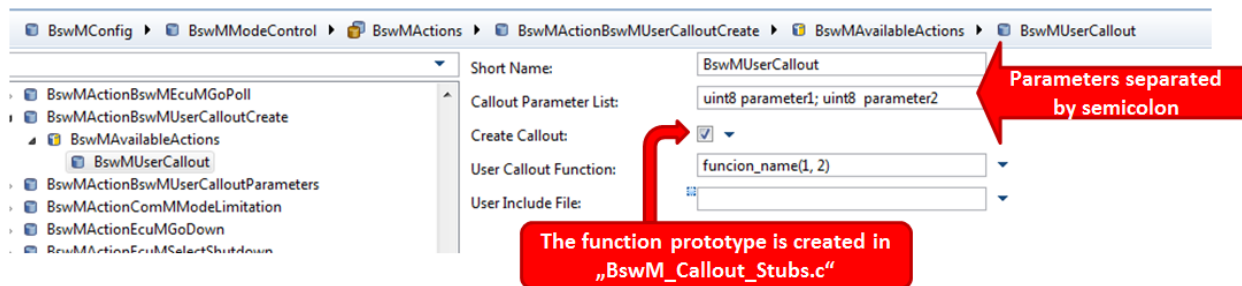 BswMConfig BswMModeControl BswMActions BswMActionBswMUserCalloutCreate BswMAvailableActions BswMUserCallout
BswMActionBswMEcuMGoPoll
BswMActionBswMUserCalloutCreate
BswMAvailableActions
BswMUserCallout
BswMActionBswMUserCalloutParameters
BswMActionComMModeLimitation
BswMActionEcuMGoDown
BswMActionEcuMSelectShutdown
Short Name: BswMUserCallout
Callout Parameter List: uint8 parameter1; uint8 parameter2
Create Callout:
User Callout Function: funcion_name(1, 2)
User Include File:
Parameters separated
by semicolon
The function prototype is created in
„BswM_Callout_Stubs.c“